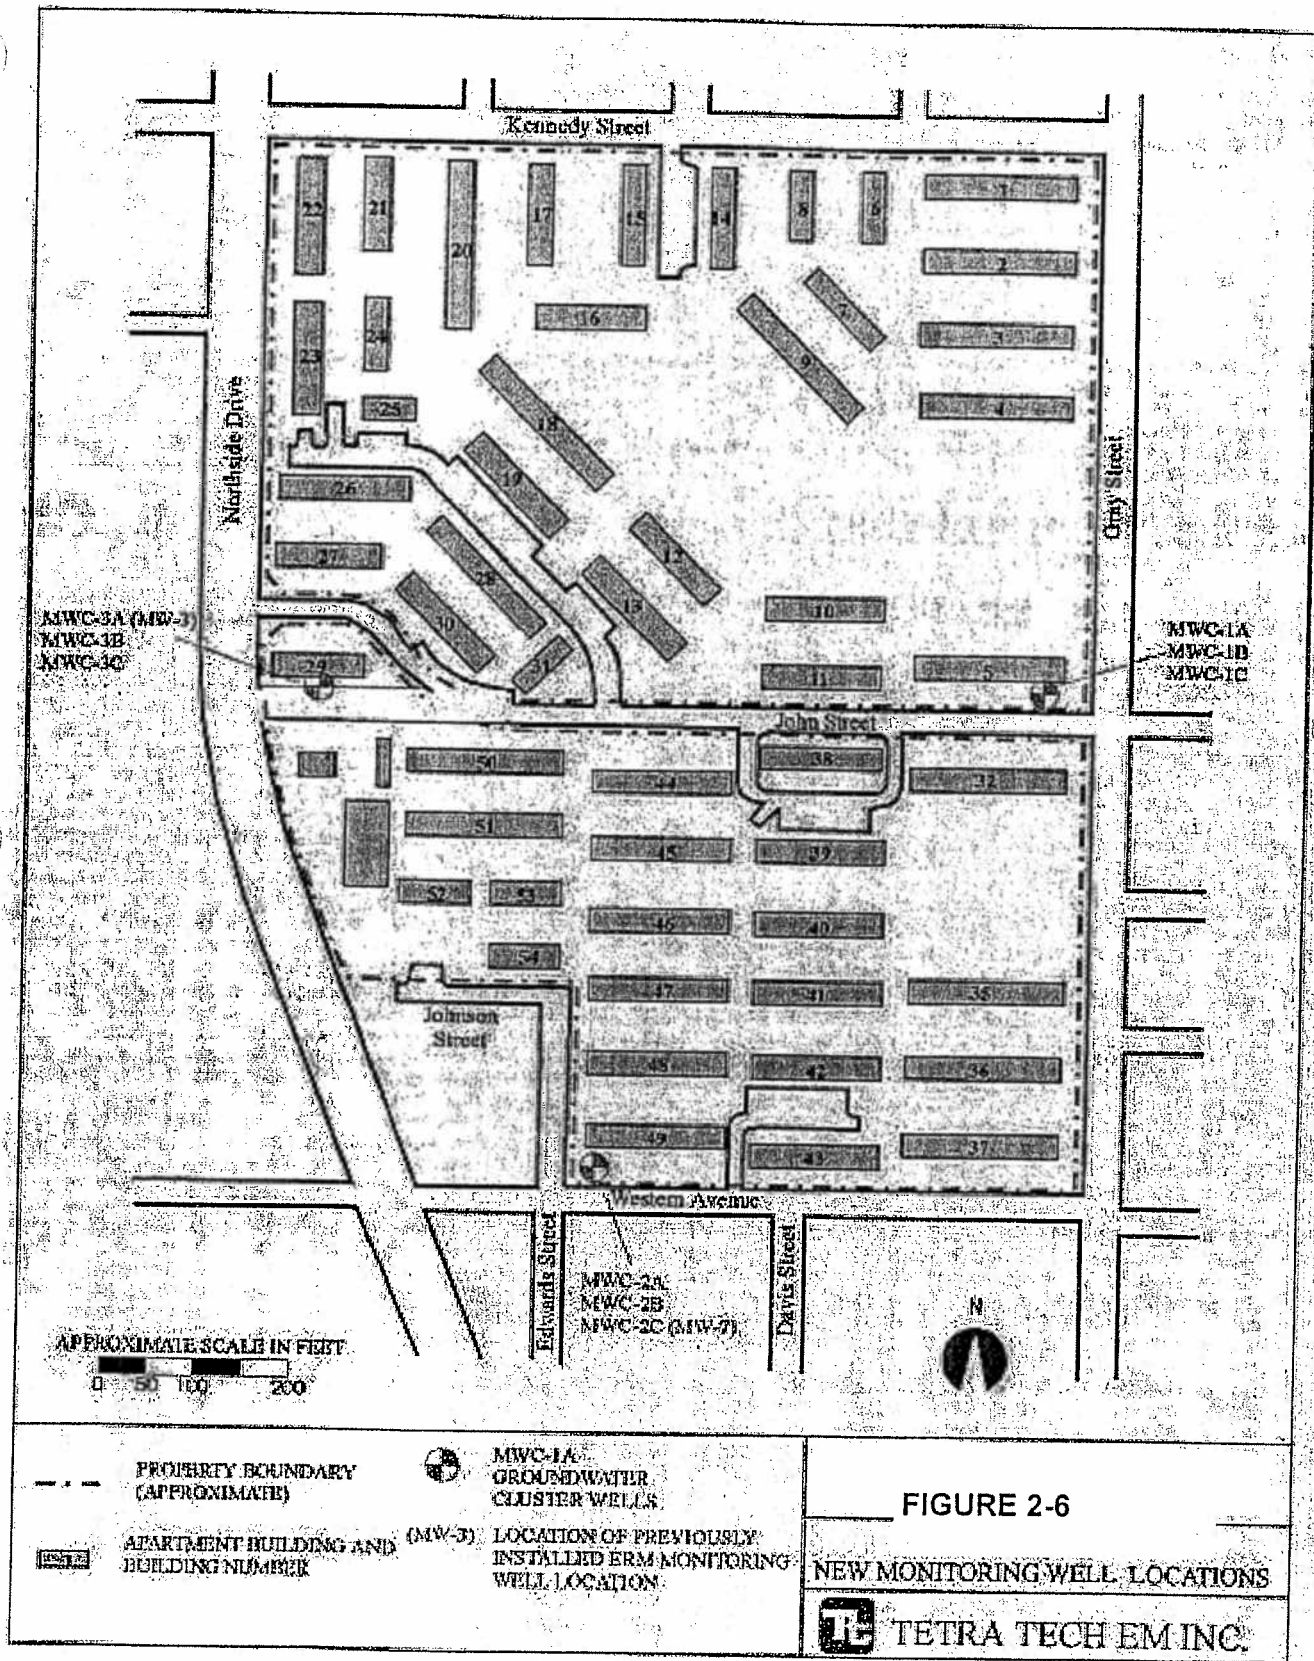 Kennedy Street
22
21
20
17
15
14
8
6
1
2
3
4
16
7
9
23
24
25
18
19
26
27
28
30
12
13
10
11
5
29
Northside Drive
Gray Street
MWC-3A (MW-3)
MWC-3B
MWC-3C
MWC-1A
MWC-1B
MWC-1C
John Street
50
44
38
32
51
45
39
52
53
46
40
54
47
41
35
Johnson
Street
48
42
36
49
43
37
Western Avenue
Edwards Street
Davis Street
MWC-2A
MWC-2B
MWC-2C (MW-7)
N
APPROXIMATE SCALE IN FEET
0 50 100 200
PROPERTY BOUNDARY
(APPROXIMATE)
MWC-1A
GROUNDWATER
CLUSTER WELLS
APARTMENT BUILDING AND
BUILDING NUMBER
(MW-3) LOCATION OF PREVIOUSLY
INSTALLED ERM MONITORING
WELL LOCATION
FIGURE 2-6
NEW MONITORING WELL LOCATIONS
TETRA TECH EM INC.